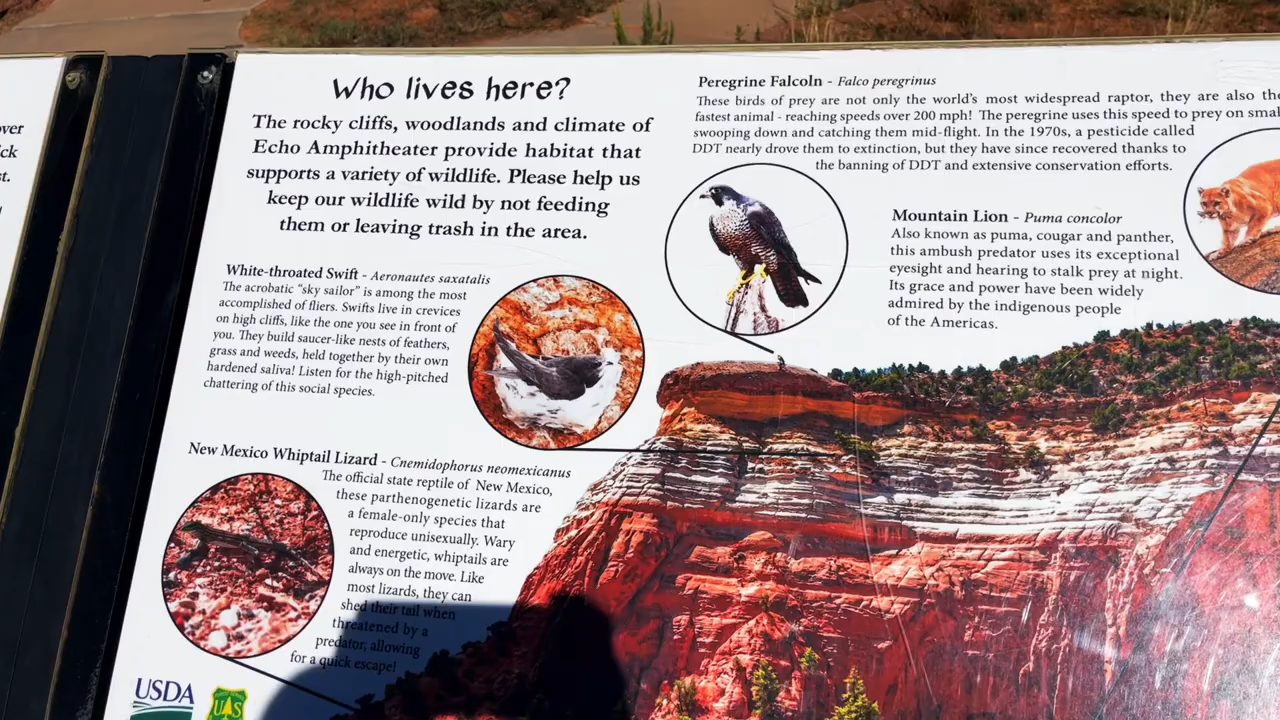 over
ick
st.
Who lives here?
The rocky cliffs, woodlands and climate of
Echo Amphitheater provide habitat that
supports a variety of wildlife. Please help us
keep our wildlife wild by not feeding
them or leaving trash in the area.
White-throated Swift - Aeronautes saxatalis
The acrobatic “sky sailor” is among the most
accomplished of fliers. Swifts live in crevices
on high cliffs, like the one you see in front of
you. They build saucer-like nests of feathers,
grass and weeds, held together by their own
hardened saliva! Listen for the high-pitched
chattering of this social species.
New Mexico Whiptail Lizard - Cnemidophorus neomexicanus
The official state reptile of New Mexico,
these parthenogenetic lizards are
a female-only species that
reproduce unisexually. Wary
and energetic, whiptails are
always on the move. Like
most lizards, they can
shed their tail when
threatened by a
predator, allowing
for a quick escape!
USDA
UAS
Peregrine Falcoln - Falco peregrinus
These birds of prey are not only the world's most widespread raptor, they are also the
fastest animal - reaching speeds over 200 mph! The peregrine uses this speed to prey on smal
swooping down and catching them mid-flight. In the 1970s, a pesticide called
DDT nearly drove them to extinction, but they have since recovered thanks to
the banning of DDT and extensive conservation efforts.
Mountain Lion - Puma concolor
Also known as puma, cougar and panther,
this ambush predator uses its exceptional
eyesight and hearing to stalk prey at night.
Its grace and power have been widely
admired by the indigenous people
of the Americas.